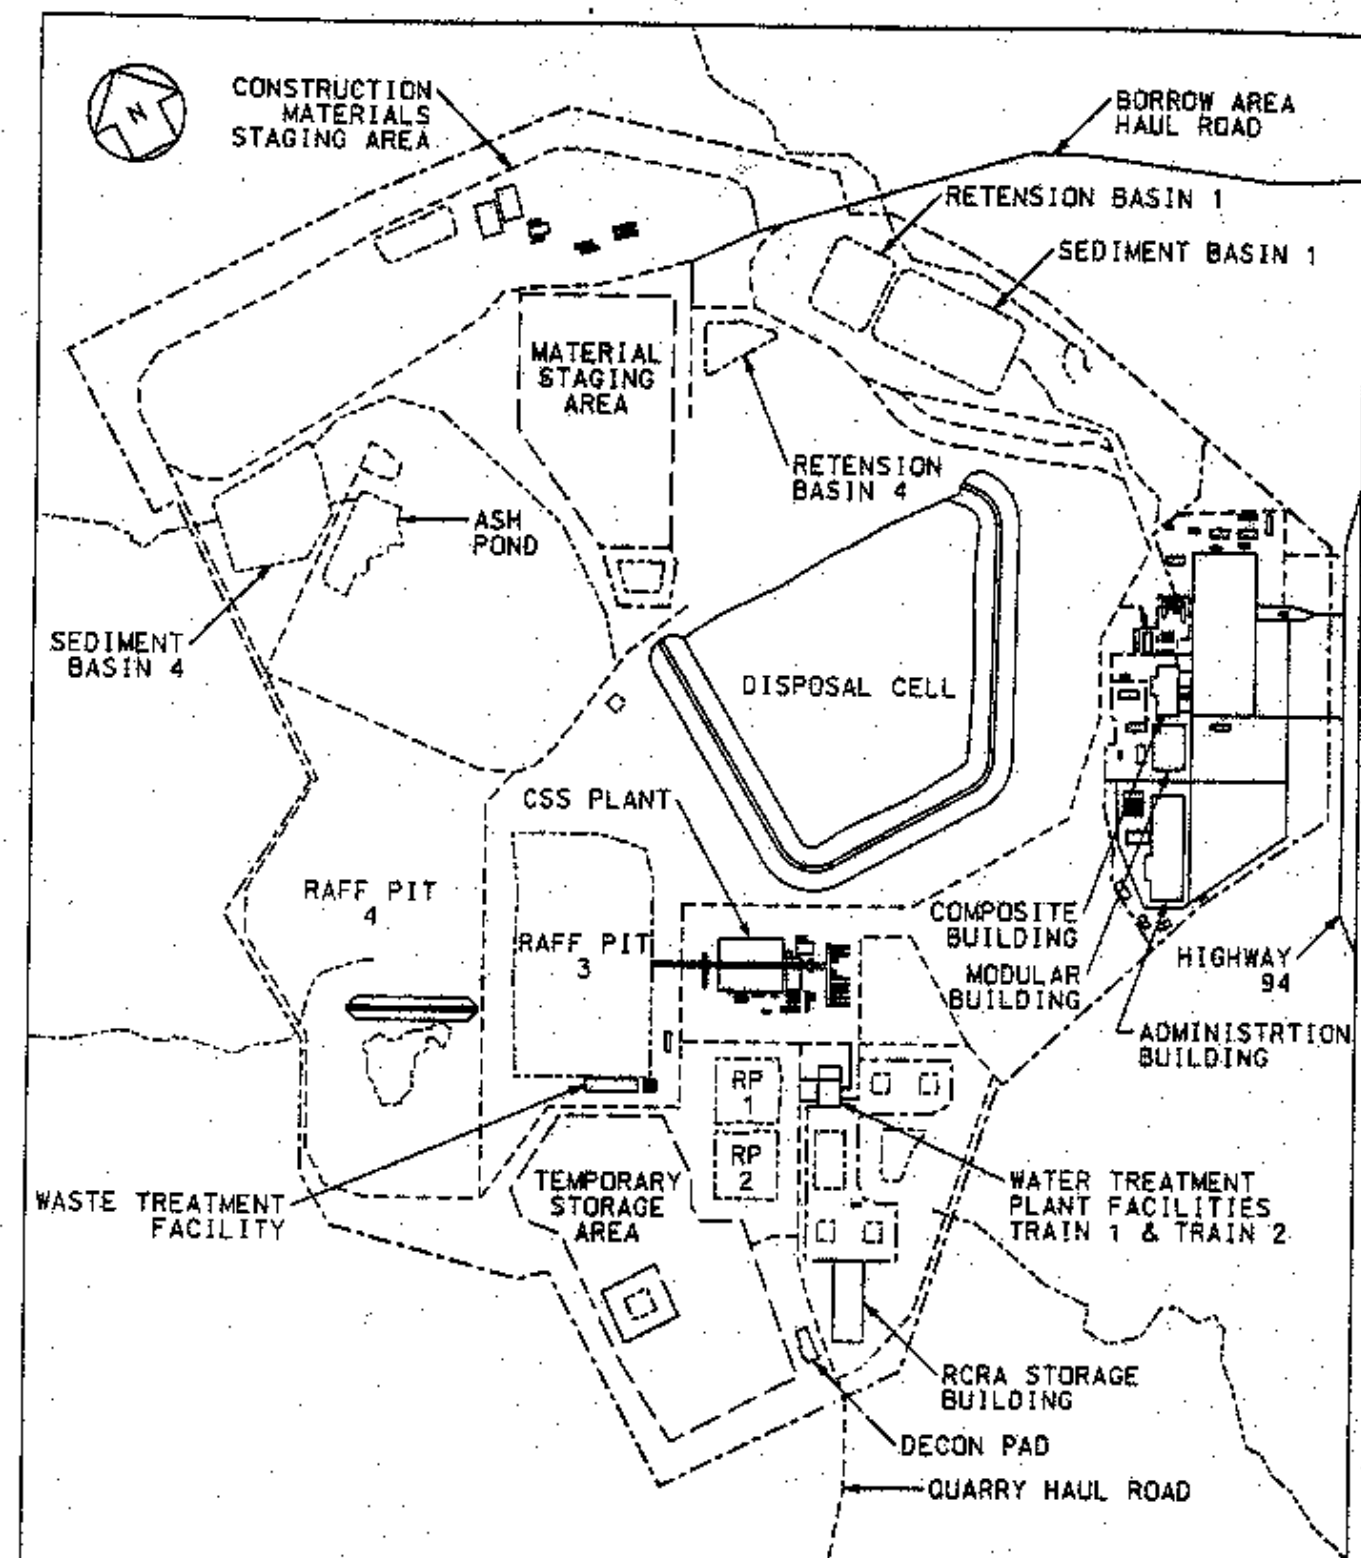 N
CONSTRUCTION
MATERIALS
STAGING AREA
BORROW AREA
HAUL ROAD
RETENSION BASIN 1
SEDIMENT BASIN 1
MATERIAL
STAGING
AREA
RETENSION
BASIN 4
ASH
POND
SEDIMENT
BASIN 4
DISPOSAL CELL
CSS PLANT
RAFF PIT
4
RAFF PIT
3
COMPOSITE
BUILDING
MODULAR
BUILDING
HIGHWAY
94
ADMINISTRTION
BUILDING
RP
1
RP
2
WASTE TREATMENT
FACILITY
TEMPORARY
STORAGE
AREA
WATER TREATMENT
PLANT FACILITIES
TRAIN 1 & TRAIN 2
RCRA STORAGE
BUILDING
DECON PAD
QUARRY HAUL ROAD